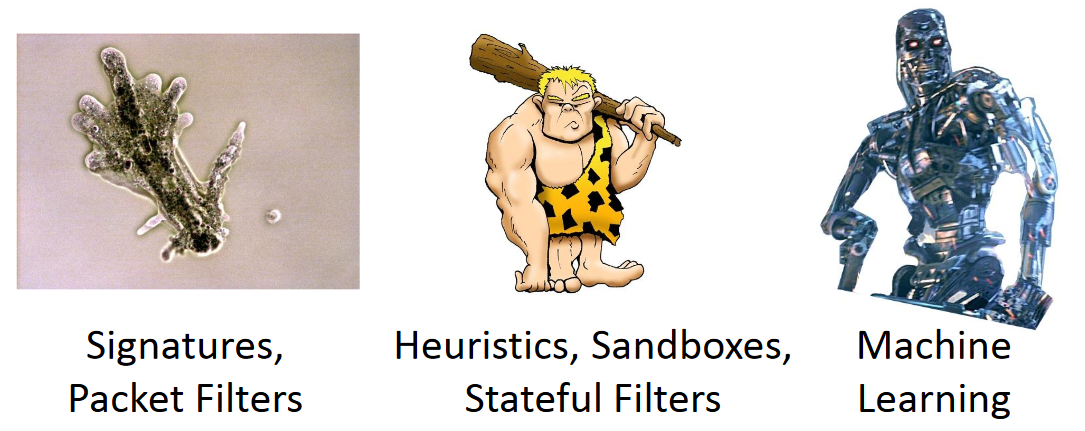 Signatures,
Packet Filters
Heuristics, Sandboxes,
Stateful Filters
Machine
Learning